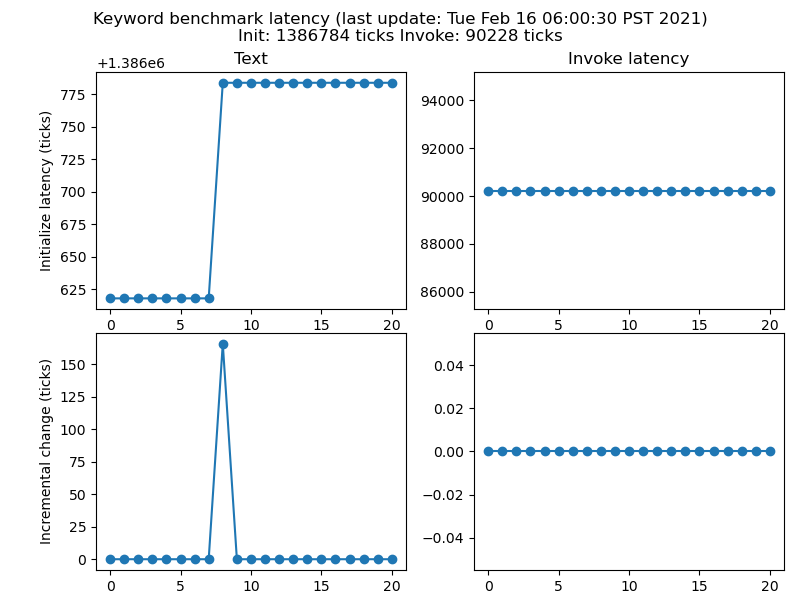 Keyword benchmark latency (last update: Tue Feb 16 06:00:30 PST 2021)
Init: 1386784 ticks Invoke: 90228 ticks
Text
Invoke latency
+1.386e6
Initialize latency (ticks)
775
750
725
700
675
650
625
0 5 10 15 20
94000
92000
90000
88000
86000
0 5 10 15 20
Incremental change (ticks)
150
125
100
75
50
25
0
0 5 10 15 20
0.04
0.02
0.00
−0.02
−0.04
0 5 10 15 20